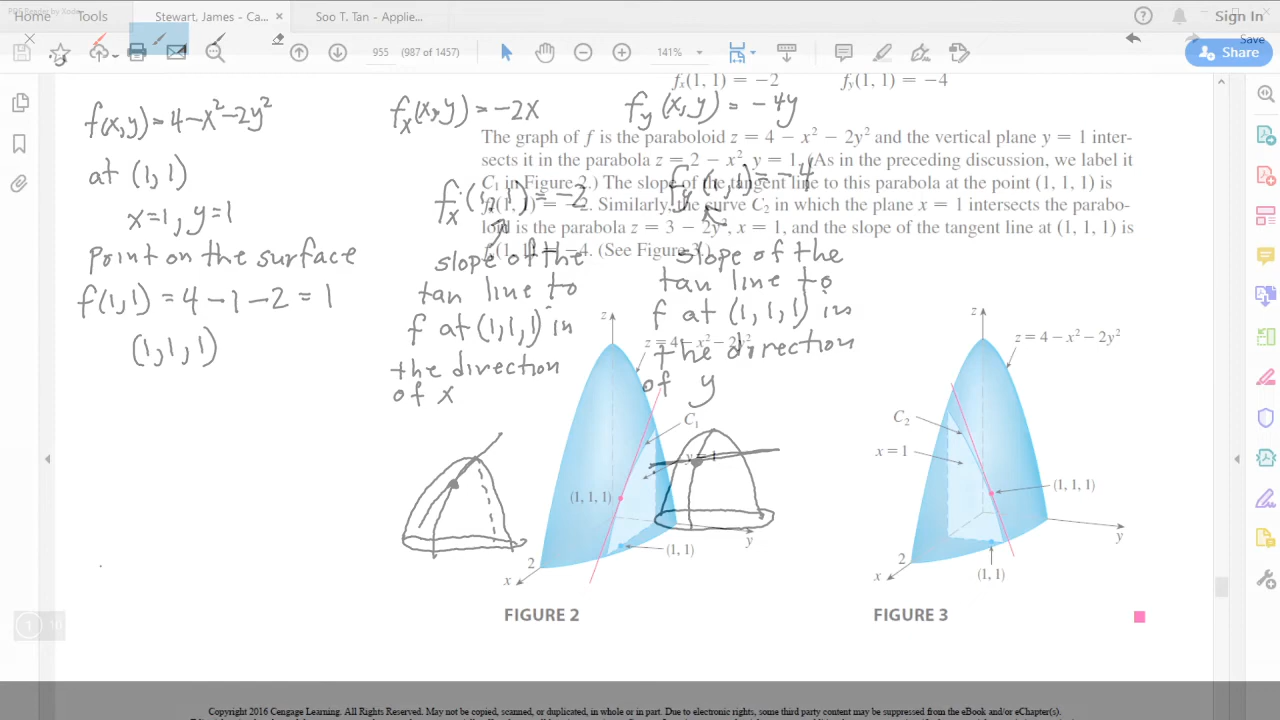 Home
Tools
Stewart, James - Ca...
Soo T. Tan - Applie...
Sign In
955 (987 of 1457)
141%
Save
Share
fₓ(1, 1) = −2
fᵧ(1, 1) = −4
f(x,y) = 4-x²-2y²
fₓ(x,y) = -2x
fᵧ(x,y) = -4y
The graph of f is the paraboloid z = 4 − x² − 2y² and the vertical plane y = 1 inter-
sects it in the parabola z = 2 − x², y = 1. (As in the preceding discussion, we label it
C₁ in Figure 2.) The slope of the tangent line to this parabola at the point (1, 1, 1) is
fₓ(1, 1) = −2. Similarly, the curve C₂ in which the plane x = 1 intersects the parabo-
loid is the parabola z = 3 − 2y², x = 1, and the slope of the tangent line at (1, 1, 1) is
fᵧ(1, 1) = −4. (See Figure 3.)
at (1,1)
x=1, y=1
point on the surface
f(1,1) = 4-1-2 = 1
(1,1,1)
fₓ(1,1) = -2
slope of the
tan line to
f at (1,1,1) in
the direction
of x
fᵧ(1,1) = -4
slope of the
tan line to
f at (1,1,1) in
the direction
of y
z
z = 4 − x² − 2y²
C₁
y = 1
(1, 1, 1)
(1, 1)
2
x
y
FIGURE 2
z
z = 4 − x² − 2y²
C₂
x = 1
(1, 1, 1)
(1, 1)
2
x
y
FIGURE 3
1
Copyright 2016 Cengage Learning. All Rights Reserved. May not be copied, scanned, or duplicated, in whole or in part. Due to electronic rights, some third party content may be suppressed from the eBook and/or eChapter(s).